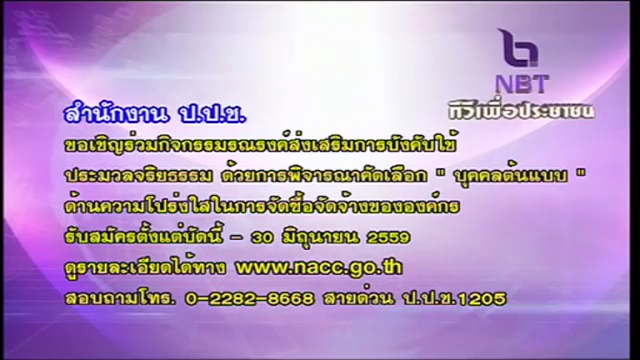 NBT
ทีวีเพื่อประชาชน
สำนักงาน ป.ป.ช.
ขอเชิญร่วมกิจกรรมรณรงค์ส่งเสริมการบังคับใช้
ประมวลจริยธรรม ด้วยการพิจารณาคัดเลือก " บุคคลต้นแบบ "
ด้านความโปร่งใสในการจัดซื้อจัดจ้างขององค์กร
รับสมัครตั้งแต่บัดนี้ - 30 มิถุนายน 2559
ดูรายละเอียดได้ทาง www.nacc.go.th
สอบถามโทร. 0-2282-8668 สายด่วน ป.ป.ช.1205